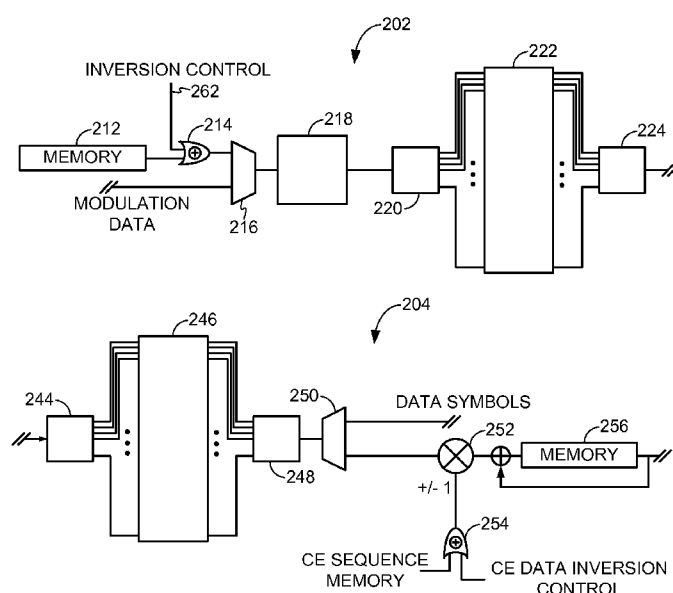 202
INVERSION CONTROL
222
262
212
214
218
224
MEMORY
MODULATION
DATA
216
220
204
246
244
250
DATA SYMBOLS
252
256
MEMORY
248
+/- 1
254
CE SEQUENCE
MEMORY
CE DATA INVERSION
CONTROL